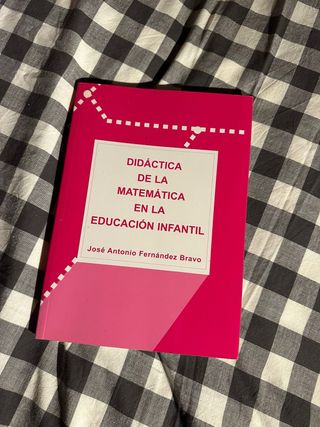 DIDÁCTICA
DE LA
MATEMÁTICA
EN LA
EDUCACIÓN INFANTIL
José Antonio Fernández Bravo